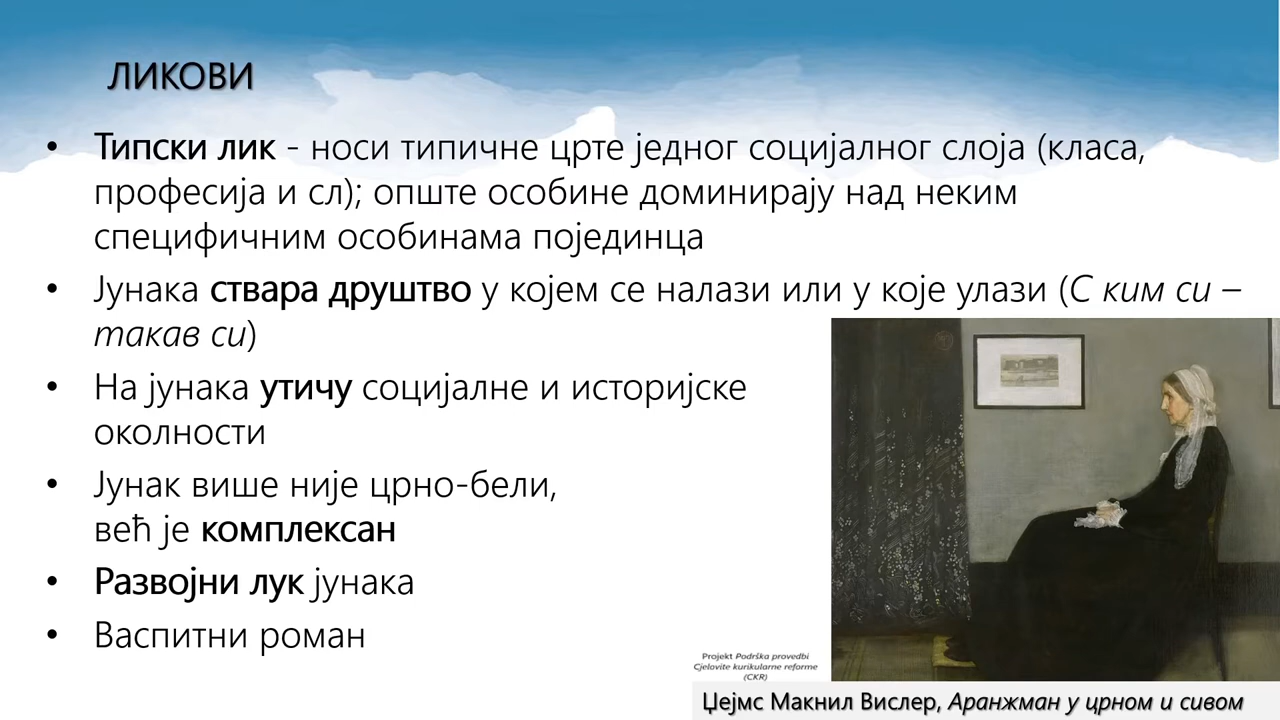 ЛИКОВИ
• Типски лик - носи типичне црте једног социјалног слоја (класа,
професија и сл); опште особине доминирају над неким
специфичним особинама појединца
• Јунака ствара друштво у којем се налази или у које улази (С ким си –
такав си)
• На јунака утичу социјалне и историјске
околности
• Јунак више није црно-бели,
већ је комплексан
• Развојни лук јунака
• Васпитни роман
Projekt Podrška provedbi
Cjelovite kurikularne reforme
(CKR)
Џејмс Макнил Вислер, Аранжман у црном и сивом